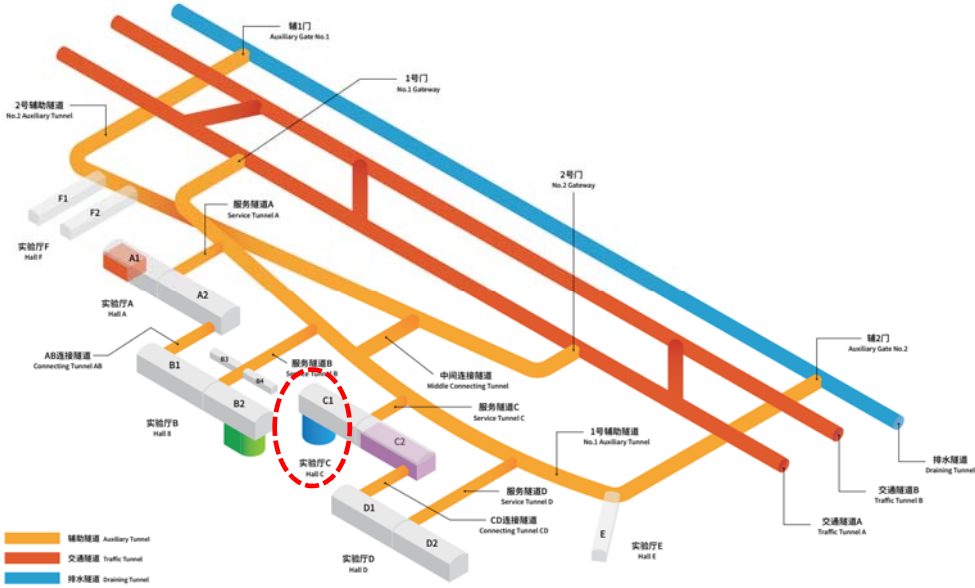 辅1门
Auxiliary Gate No.1
1号门
No.1 Gateway
2号辅助隧道
No.2 Auxiliary Tunnel
2号门
No.2 Gateway
F1
F2
服务隧道A
Service Tunnel A
实验厅F
Hall F
A1
A2
实验厅A
Hall A
辅2门
Auxiliary Gate No.2
AB连接隧道
Connecting Tunnel AB
B1
B2
B3
B4
服务隧道B
Service Tunnel B
中间连接隧道
Middle Connecting Tunnel
实验厅B
Hall B
C1
C2
服务隧道C
Service Tunnel C
1号辅助隧道
No.1 Auxiliary Tunnel
实验厅C
Hall C
排水隧道
Draining Tunnel
服务隧道D
Service Tunnel D
交通隧道B
Traffic Tunnel B
D1
D2
CD连接隧道
Connecting Tunnel CD
交通隧道A
Traffic Tunnel A
E
实验厅E
Hall E
实验厅D
Hall D
辅助隧道 Auxiliary Tunnel
交通隧道 Traffic Tunnel
排水隧道 Draining Tunnel